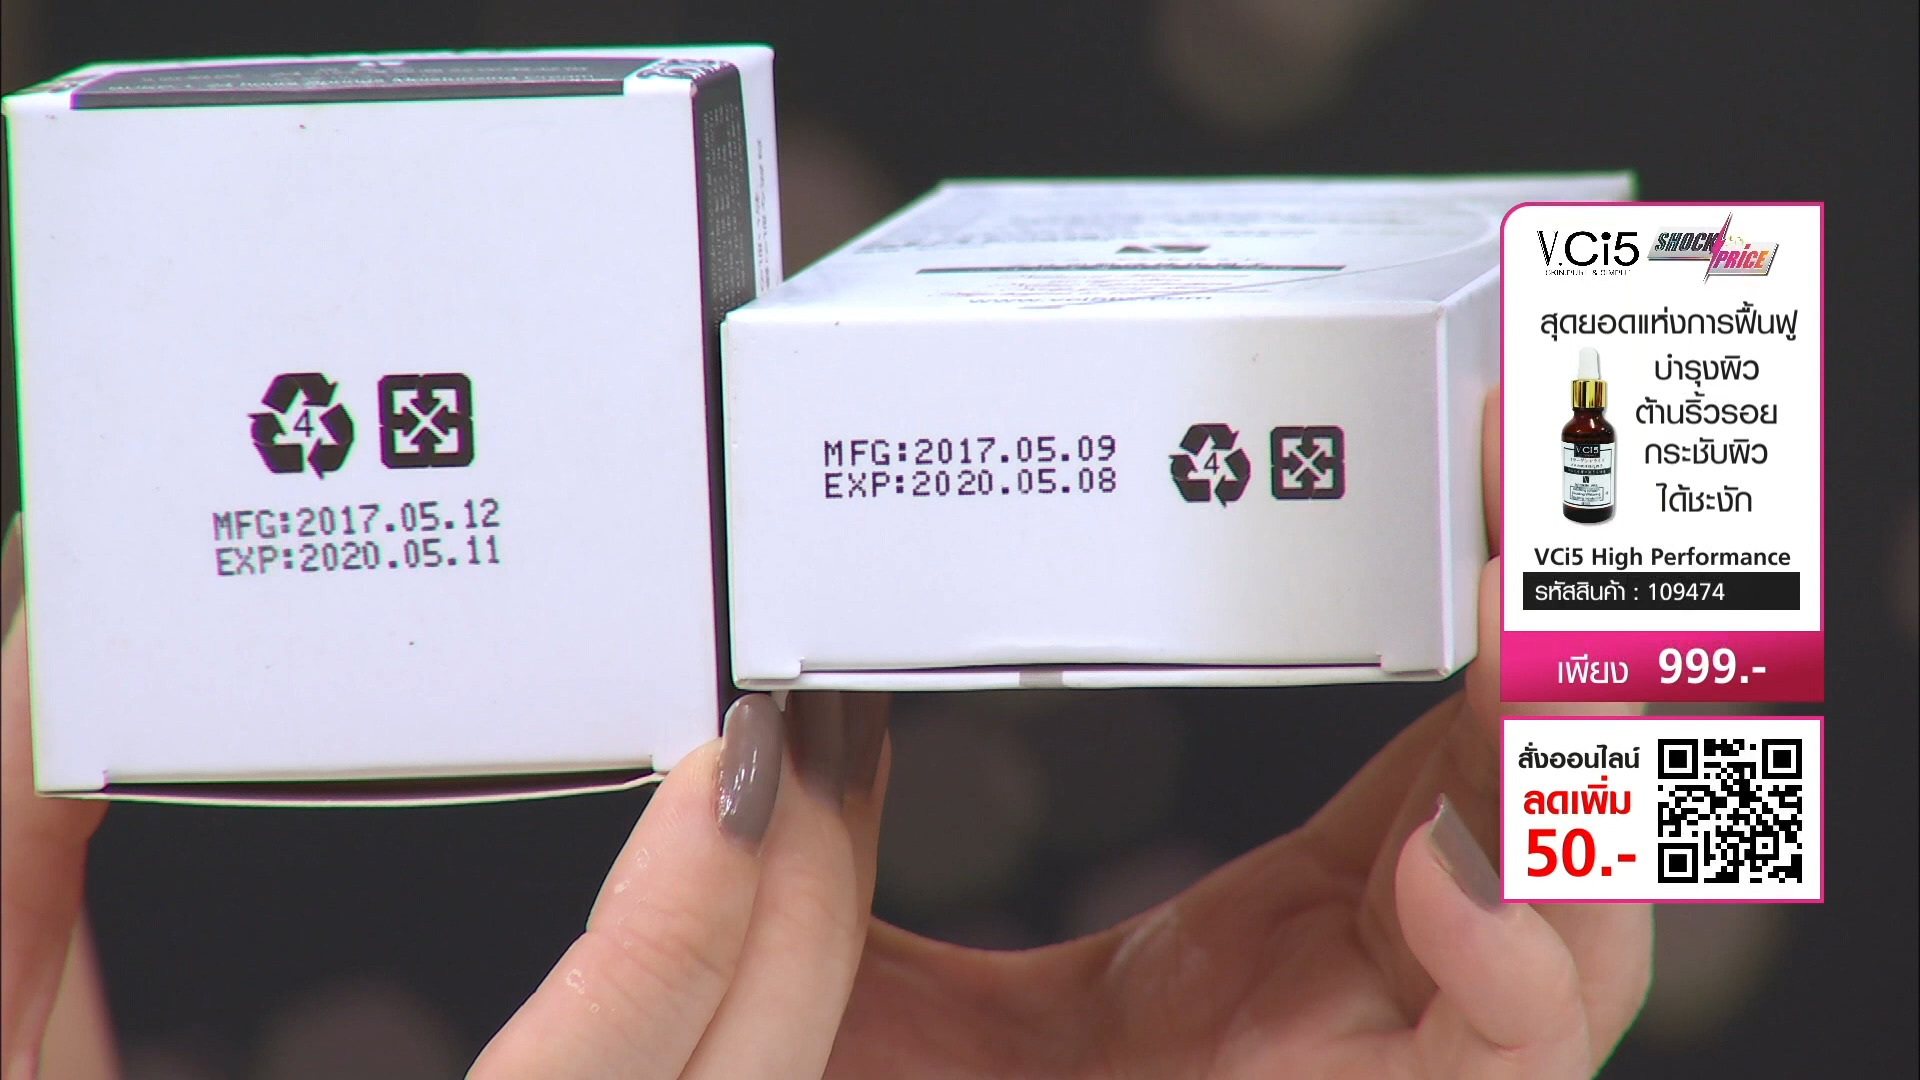 4
MFG:2017.05.12
EXP:2020.05.11
MFG:2017.05.09
EXP:2020.05.08
4
V.Ci5
SHOCK PRICE
สุดยอดแห่งการฟื้นฟู
บำรุงผิว
ต้านริ้วรอย
กระชับผิว
ได้ชะงัก
VCi5 High Performance
รหัสสินค้า : 109474
เพียง 999.-
สั่งออนไลน์
ลดเพิ่ม
50.-